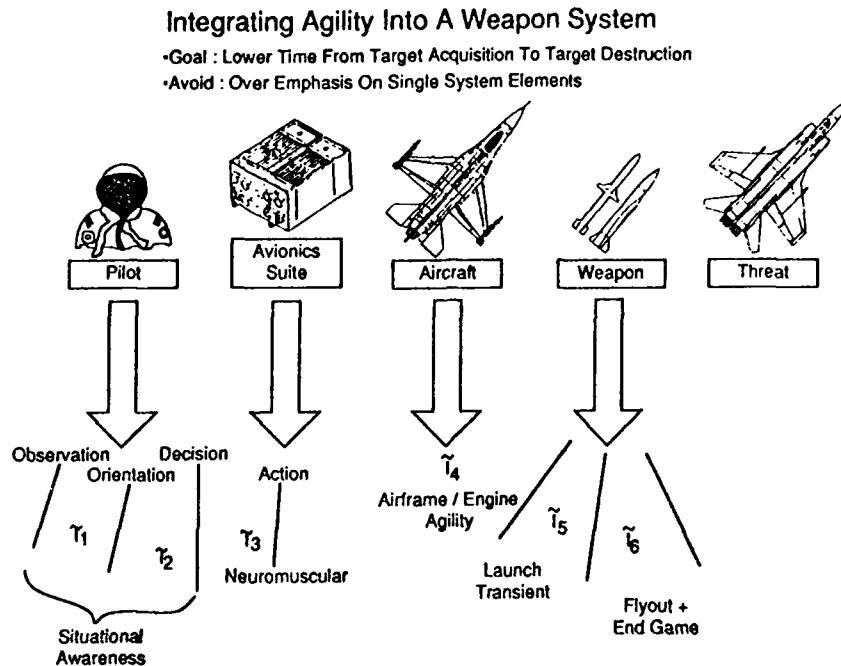 Integrating Agility Into A Weapon System
•Goal : Lower Time From Target Acquisition To Target Destruction
•Avoid : Over Emphasis On Single System Elements
Pilot
Avionics
Suite
Aircraft
Weapon
Threat
Observation
Orientation
Decision
Action
τ̃4
Airframe / Engine
Agility
τ1
τ2
τ3
τ̃5
τ̃6
Neuromuscular
Launch
Transient
Flyout +
End Game
Situational
Awareness